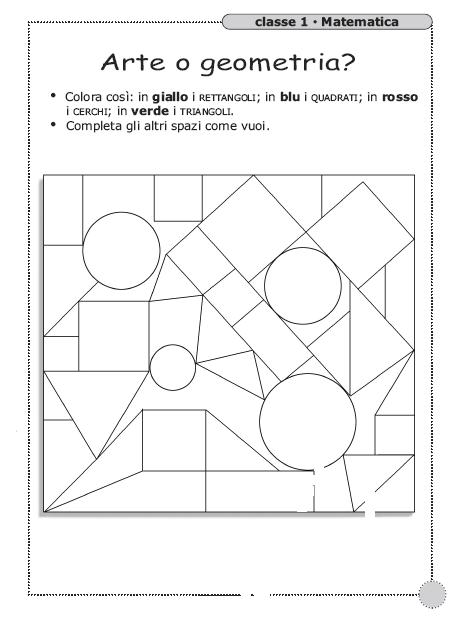 classe 1 • Matematica
Arte o geometria?
• Colora così: in giallo i RETTANGOLI; in blu i QUADRATI; in rosso
i CERCHI; in verde i TRIANGOLI.
• Completa gli altri spazi come vuoi.